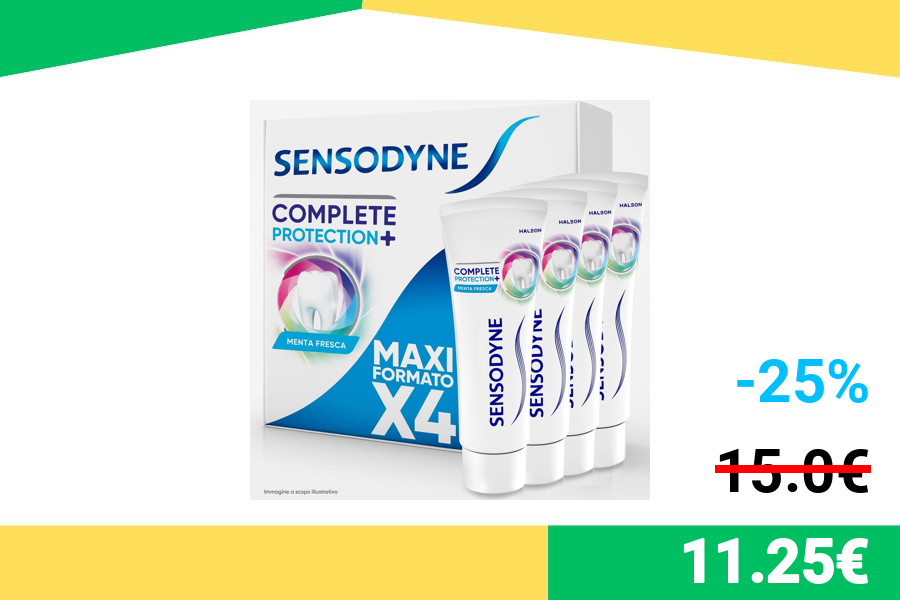 SENSODYNE
COMPLETE
PROTECTION+
MENTA FRESCA
MAXI
FORMATO
X4
HALEON
HALEON
HALEON
HALEON
COMPLETE
PROTECTION+
MENTA FRESCA
SENSODYNE
SENSODYNE
Immagine a scopo illustrativo
-25%
15.0€
11.25€